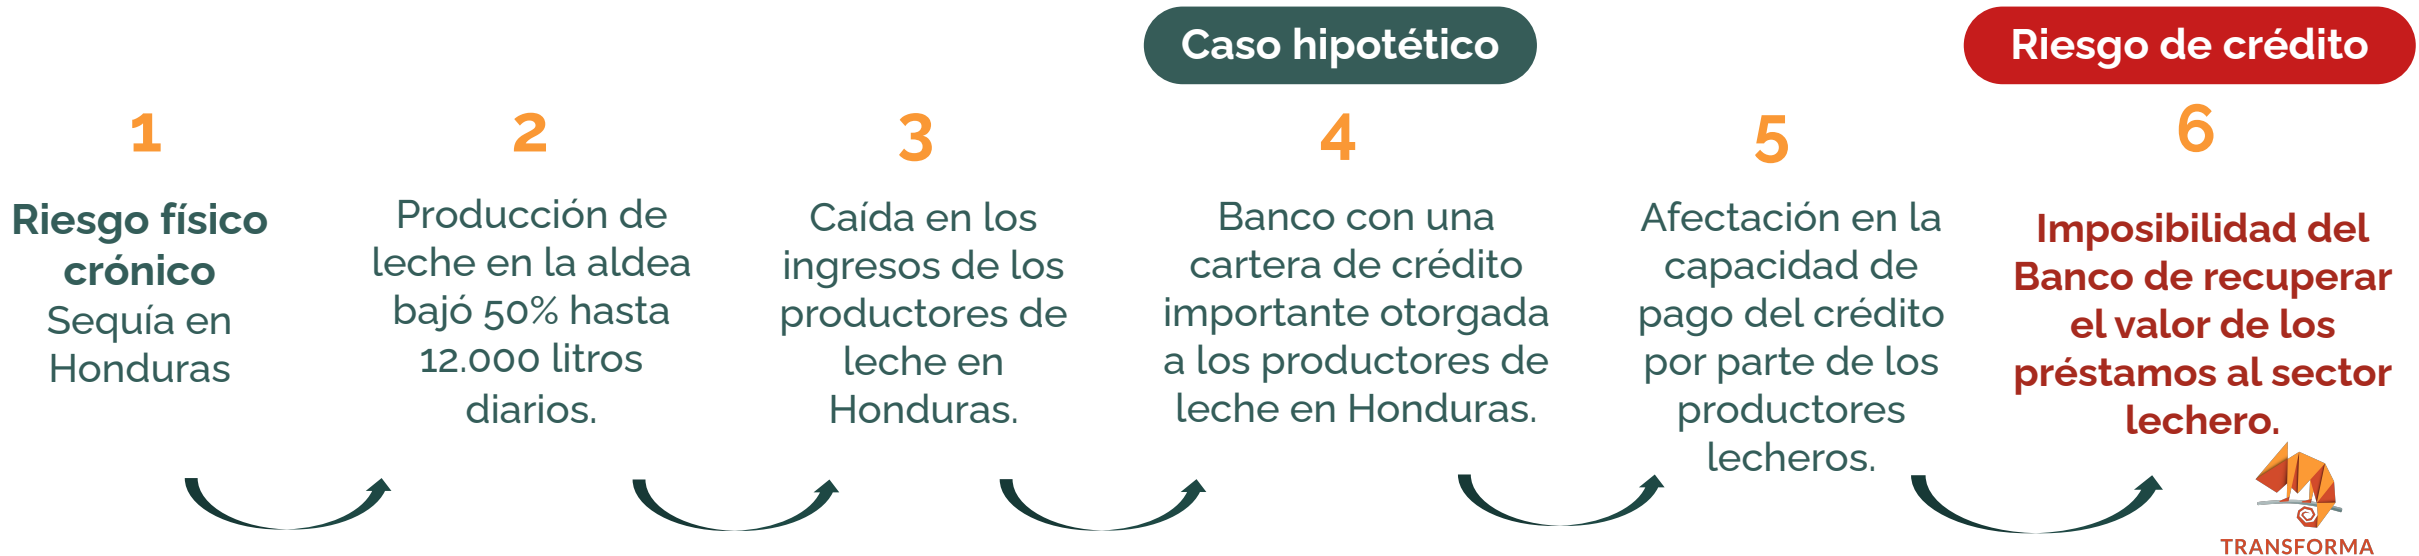 Caso hipotético
Riesgo de crédito
1
Riesgo físico
crónico
Sequía en
Honduras
2
Producción de
leche en la aldea
bajó 50% hasta
12.000 litros
diarios.
3
Caída en los
ingresos de los
productores de
leche en
Honduras.
4
Banco con una
cartera de crédito
importante otorgada
a los productores de
leche en Honduras.
5
Afectación en la
capacidad de
pago del crédito
por parte de los
productores
lecheros.
6
Imposibilidad del
Banco de recuperar
el valor de los
préstamos al sector
lechero.
TRANSFORMA